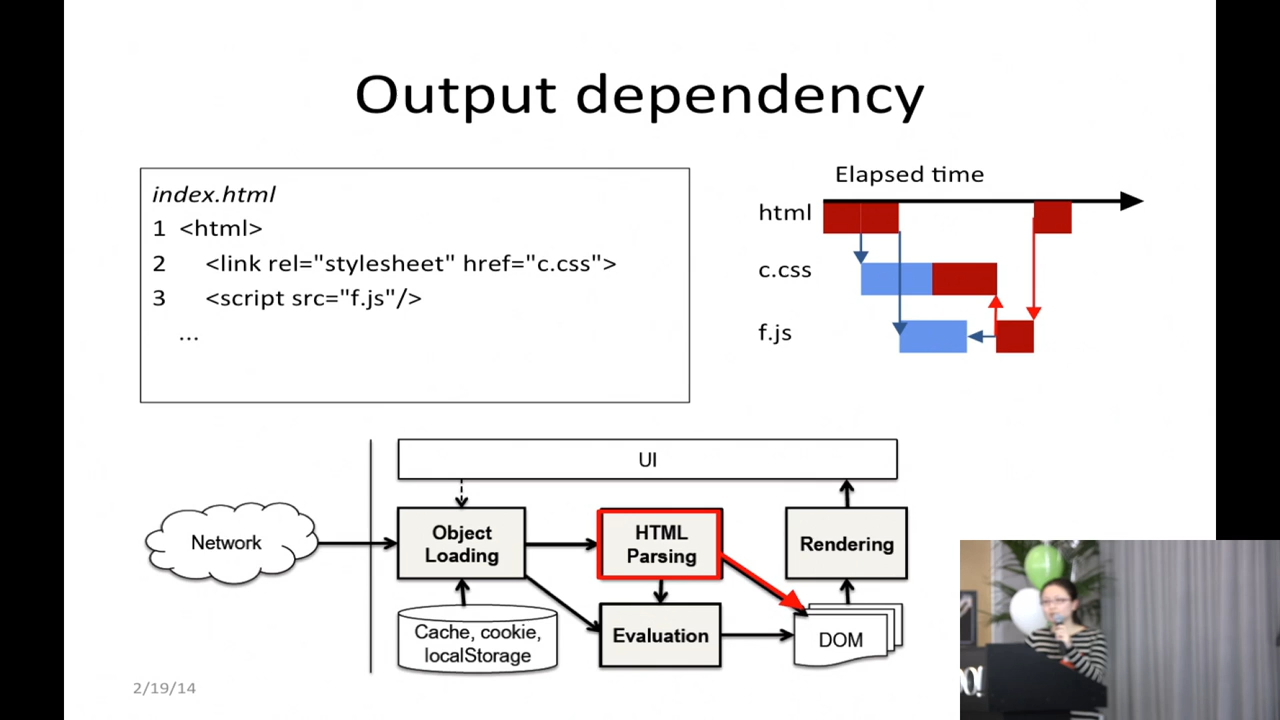 Output dependency
index.html
1 <html>
2 <link rel="stylesheet" href="c.css">
3 <script src="f.js"/>
...
Elapsed time
html
c.css
f.js
UI
Network
Object
Loading
HTML
Parsing
Rendering
Cache, cookie,
localStorage
Evaluation
DOM
2/19/14